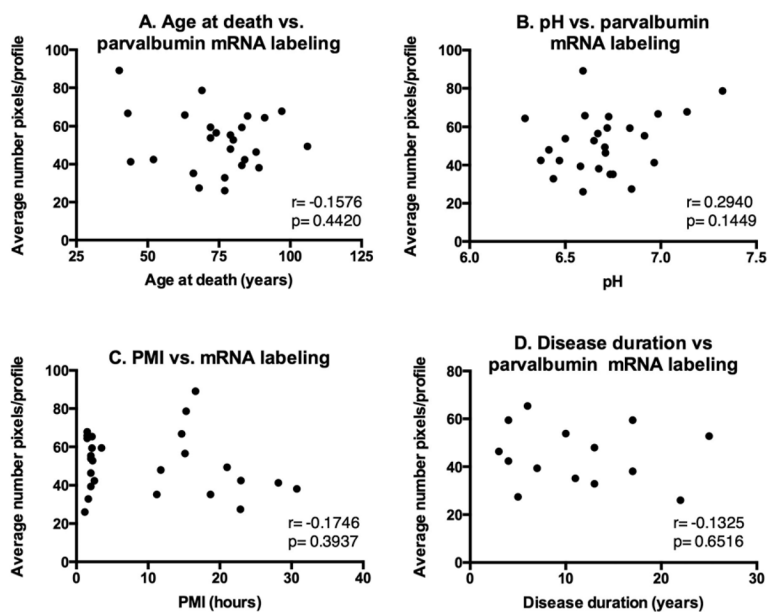 A. Age at death vs.
parvalbumin mRNA labeling
Average number pixels/profile
100
80
60
40
20
0
25
50
75
100
125
r= -0.1576
p= 0.4420
Age at death (years)
B. pH vs. parvalbumin
mRNA labeling
Average number pixels/profile
100
80
60
40
20
0
6.0
6.5
7.0
7.5
r= 0.2940
p= 0.1449
pH
C. PMI vs. mRNA labeling
Average number pixels/profile
100
80
60
40
20
0
0
10
20
30
40
r= -0.1746
p= 0.3937
PMI (hours)
D. Disease duration vs
parvalbumin mRNA labeling
Average number pixels/profile
80
60
40
20
0
0
10
20
30
r= -0.1325
p= 0.6516
Disease duration (years)